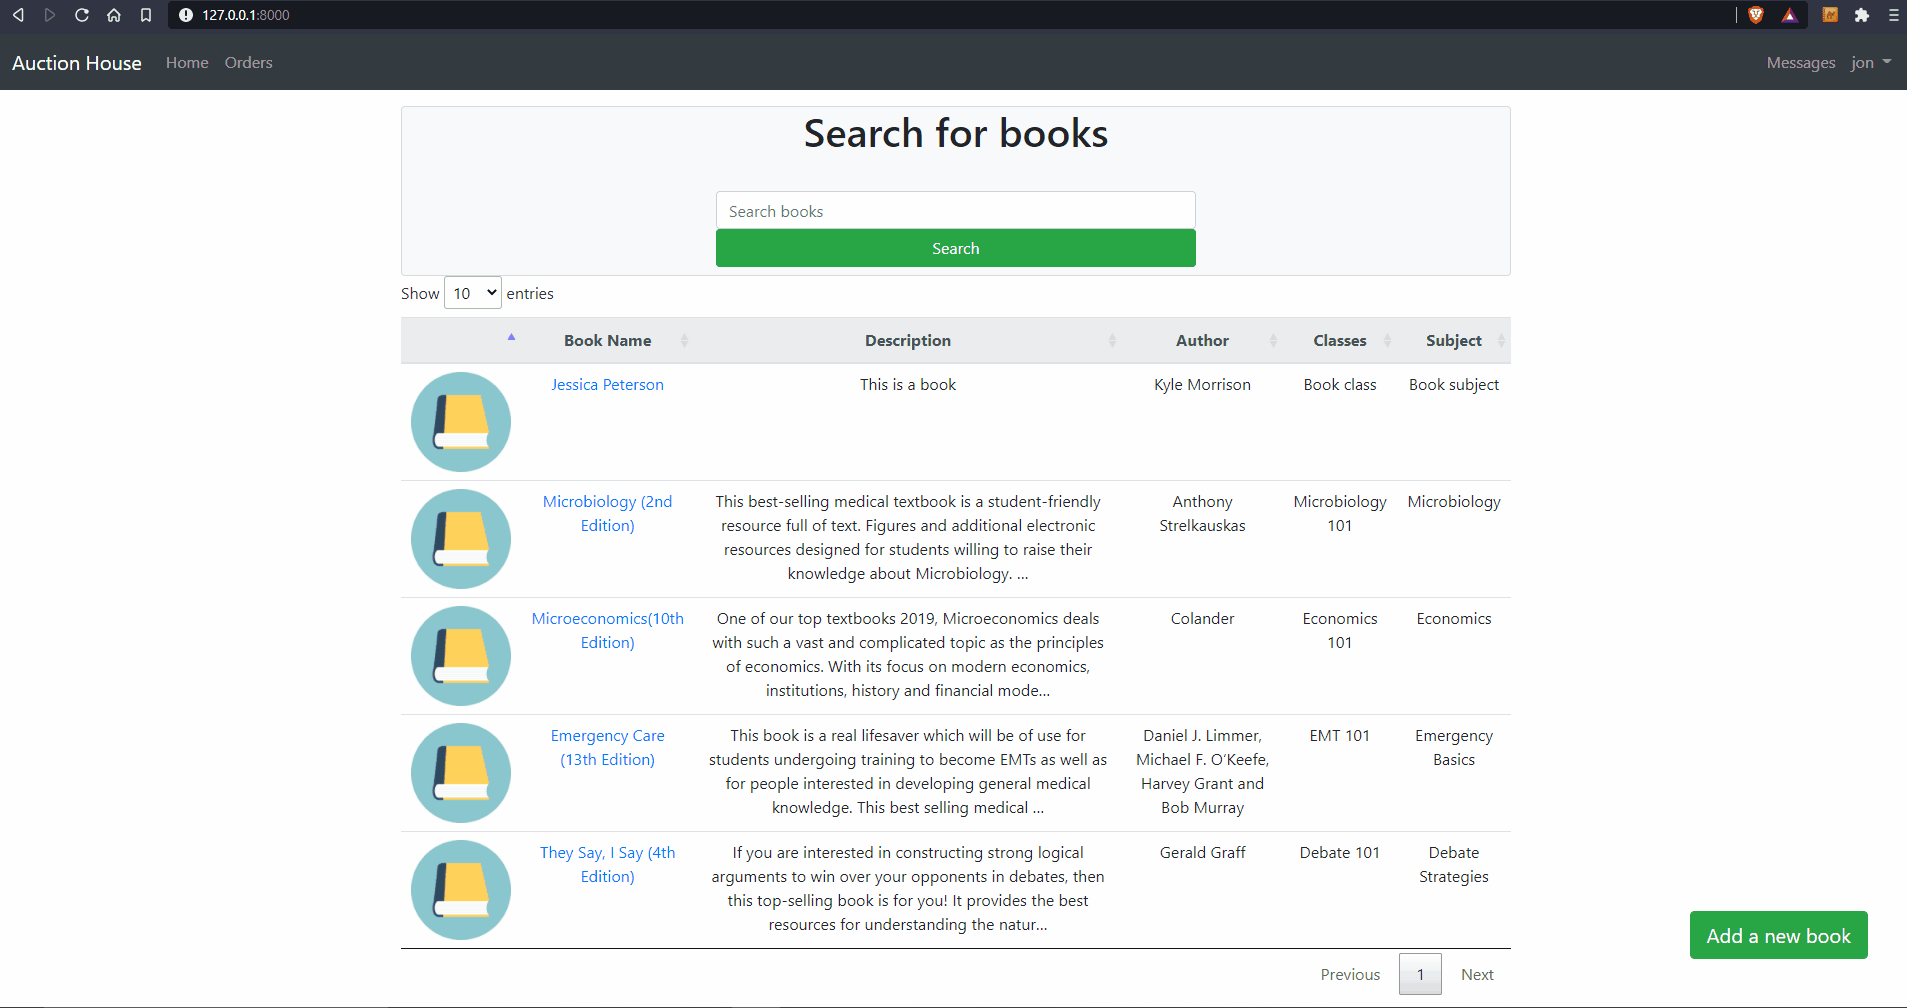 127.0.0.1:8000
Auction House Home Orders Messages jon
Search for books
Search books
Search
Show 10 entries
Book Name Description Author Classes Subject
Jessica Peterson This is a book Kyle Morrison Book class Book subject
Microbiology (2nd This best-selling medical textbook is a student-friendly Anthony Microbiology Microbiology
Edition) resource full of text. Figures and additional electronic Strelkauskas 101
resources designed for students willing to raise their
knowledge about Microbiology. ...
Microeconomics(10th One of our top textbooks 2019, Microeconomics deals Colander Economics Economics
Edition) with such a vast and complicated topic as the principles 101
of economics. With its focus on modern economics,
institutions, history and financial mode...
Emergency Care This book is a real lifesaver which will be of use for Daniel J. Limmer, EMT 101 Emergency
(13th Edition) students undergoing training to become EMTs as well as Michael F. O'Keefe, Basics
for people interested in developing general medical Harvey Grant and
knowledge. This best selling medical ... Bob Murray
They Say, I Say (4th If you are interested in constructing strong logical Gerald Graff Debate 101 Debate
Edition) arguments to win over your opponents in debates, then Strategies
this top-selling book is for you! It provides the best
resources for understanding the natur...
Add a new book
Previous 1 Next